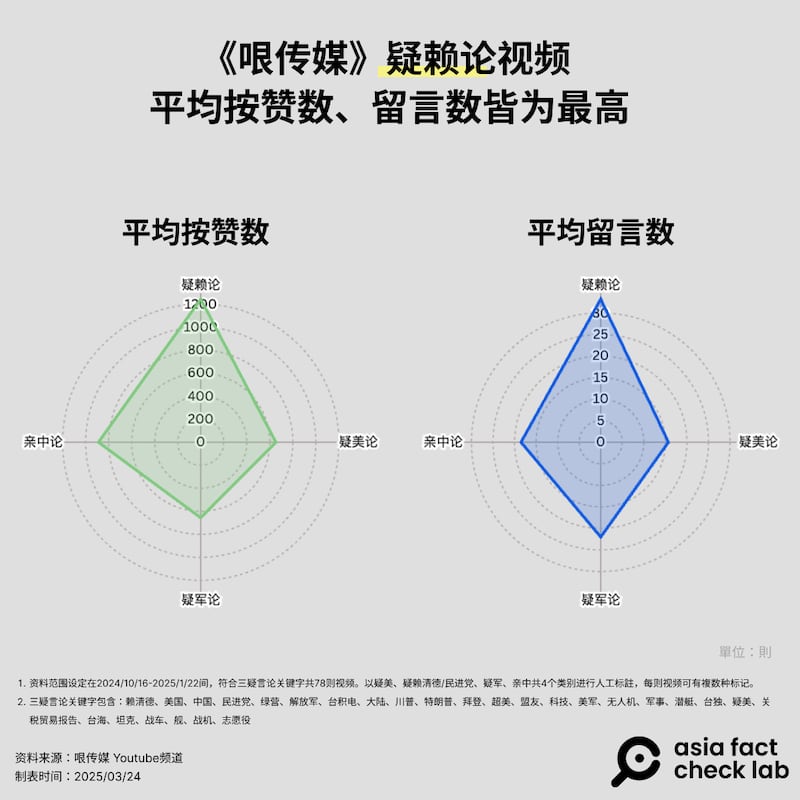 《哏传媒》疑赖论视频
平均按赞数、留言数皆为最高
平均按赞数
平均留言数
疑赖论
1200
1000
800
600
400
200
0
亲中论
疑美论
疑军论
疑赖论
30
25
20
15
10
5
0
亲中论
疑美论
疑军论
單位：則
1. 资料范围设定在2024/10/16-2025/1/22间，符合三疑言论关键字共78则视频。以疑美、疑赖清德/民进党、疑军、亲中共4个类别进行人工标註，每则视频可有複数种标记。
2. 三疑言论关键字包含：赖清德、美国、中国、民进党、绿营、解放军、台积电、大陆、川普、特朗普、拜登、超美、盟友、科技、美军、无人机、军事、潜艇、台独、疑美、关
税贸易报告、台海、坦克、战车、舰、战机、志愿役
资料来源：哏传媒 Youtube频道
制表时间：2025/03/24
asia fact
check lab